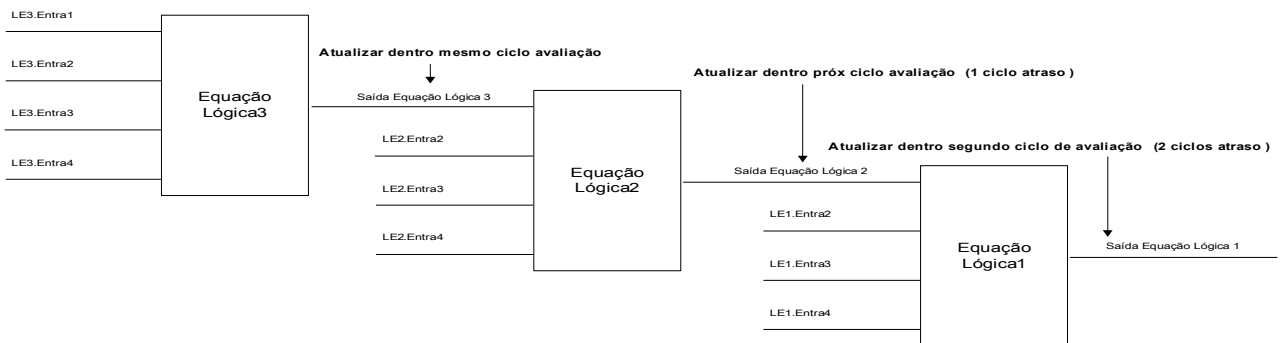 LE3.Entra1
LE3.Entra2
LE3.Entra3
LE3.Entra4
Equação
Lógica3
Atualizar dentro mesmo ciclo avaliação
Saída Equação Lógica 3
LE2.Entra2
LE2.Entra3
LE2.Entra4
Equação
Lógica2
Atualizar dentro próx ciclo avaliação (1 ciclo atraso )
Saída Equação Lógica 2
LE1.Entra2
LE1.Entra3
LE1.Entra4
Equação
Lógica1
Atualizar dentro segundo ciclo de avaliação (2 ciclos atraso )
Saída Equação Lógica 1